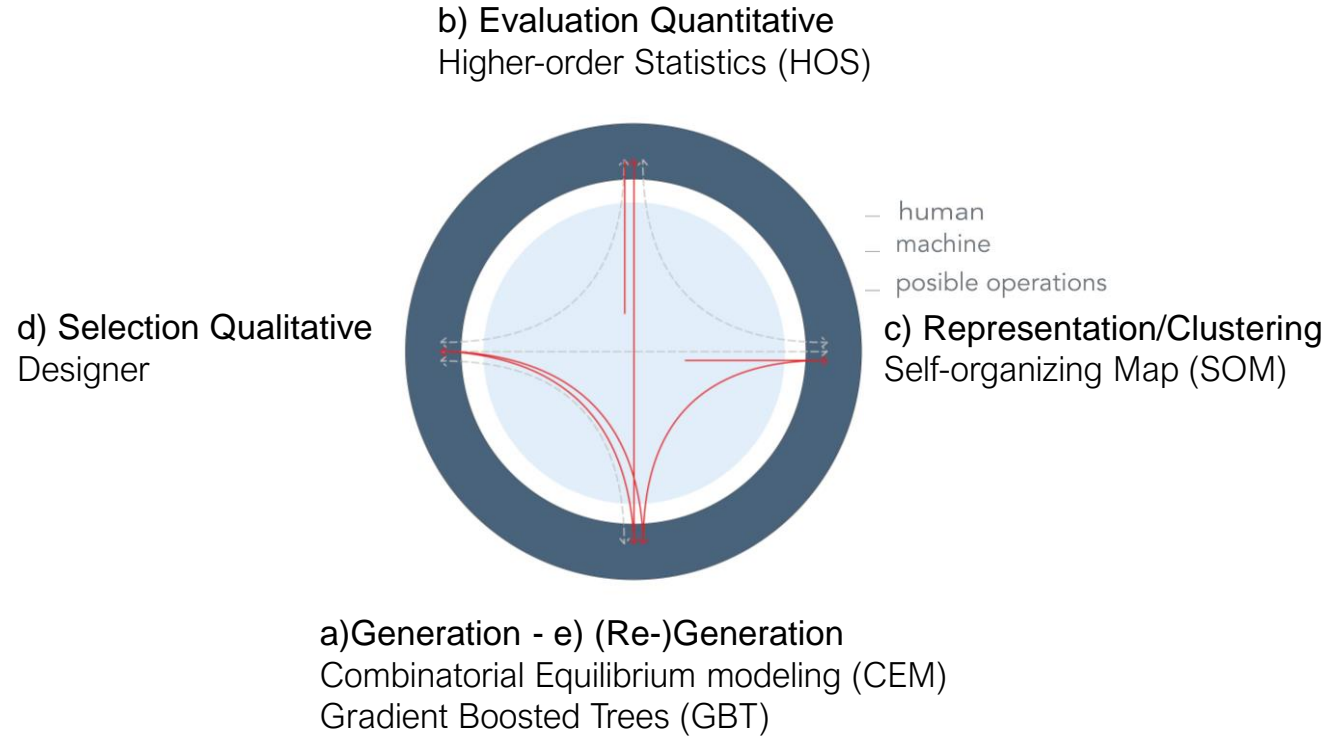 b) Evaluation Quantitative
Higher-order Statistics (HOS)
_ human
_ machine
_ posible operations
d) Selection Qualitative
Designer
c) Representation/Clustering
Self-organizing Map (SOM)
a)Generation - e) (Re-)Generation
Combinatorial Equilibrium modeling (CEM)
Gradient Boosted Trees (GBT)